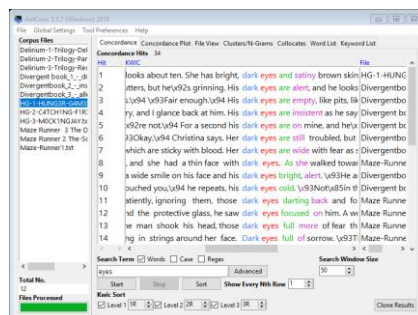 AntConc 3.5.7 (Windows) 2018
File Global Settings Tool Preferences Help
Corpus Files
Delirium-1-Trilogy-Del
Delirium-2-Trilogy-Par
Delirium-3-Trilogy-Rec
Divergent book_1_-_di
Divergentbook_2_-_ins
Divergentbook_3_-_alle
HG-1-HUNG3R-G4M3
HG-2-C4TCH1NG-F1R
HG-3-M0CK1NGJAY.tx
Maze Runner 3 The D
Maze Runner 2 The-Sc
Maze-Runner1.txt
Total No.
12
Files Processed
Concordance Concordance Plot File View Clusters/N-Grams Collocates Word List Keyword List
Concordance Hits 34
Hit KWIC File
1 looks about ten. She has bright, dark eyes and satiny brown skin HG-1-HUNG
2 utters, but he\x92s grinning. His dark eyes are alert, and he looks Divergentbo
3 s.\x94 \x93Fair enough.\x94 His dark eyes are empty, like pits, lik Divergentbo
4 ry, and I glance back at him. His dark eyes are insistent as he say Divergentbo
5 \x92re not.\x94 For a second his dark eyes are on mine, and he\x Divergentbo
6 \x93Okay,\x94 Christina says. Her dark eyes are still troubled, but Divergentbo
7 which are sticky with blood. Her dark eyes are wide with fear as s Divergentbo
8 , and she had a thin face with dark eyes. As she walked towar Maze-Runne
9 a wide smile on his face and his dark eyes bright, alert. \x93He a Divergentbo
10 ouched you,\x94 he repeats, his dark eyes cold. \x93Not\x85in th Divergent bo
11 atiently, ignoring them, those dark eyes darting back and fo Maze-Runne
12 nd the protective glass, he saw dark eyes focused on him. A w Maze Runne
13 me man shook his head, those dark eyes full more of fear th Maze Runne
14 ng in strings around her face. Dark eyes full of sorrow. \x93Tl Maze-Runne
Search Term Words Case Regex Search Window Size
eyes Advanced 50
Start Stop Sort Show Every Nth Row 1
Kwic Sort
Level 1 1R Level 2 2R Level 3 3R Clone Results